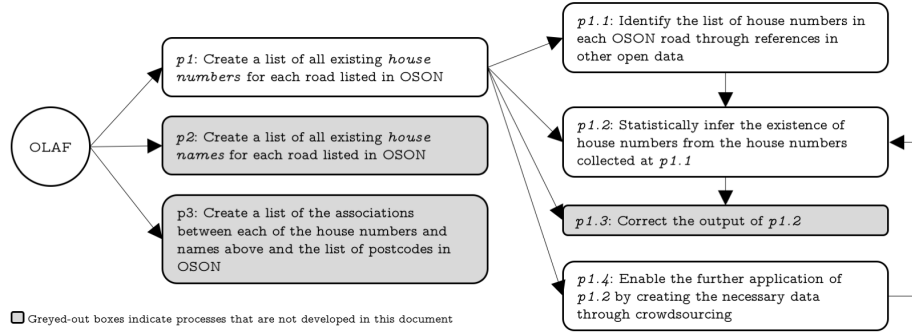 OLAF
p1: Create a list of all existing house
numbers for each road listed in OSON
p2: Create a list of all existing house
names for each road listed in OSON
p3: Create a list of the associations
between each of the house numbers and
names above and the list of postcodes in
OSON
p1.1: Identify the list of house numbers in
each OSON road through references in
other open data
p1.2: Statistically infer the existence of
house numbers from the house numbers
collected at p1.1
p1.3: Correct the output of p1.2
p1.4: Enable the further application of
p1.2 by creating the necessary data
through crowdsourcing
Greyed-out boxes indicate processes that are not developed in this document